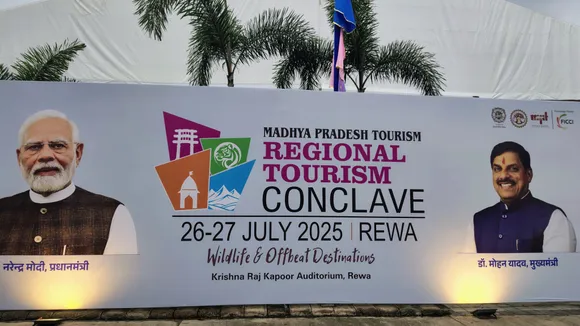 MADHYA PRADESH TOURISM
REGIONAL
TOURISM
CONCLAVE
26-27 JULY 2025 | REWA
Wildlife & Offbeat Destinations
Krishna Raj Kapoor Auditorium, Rewa
नरेन्द्र मोदी, प्रधानमंत्री
डॉ. मोहन यादव, मुख्यमंत्री
FICCI